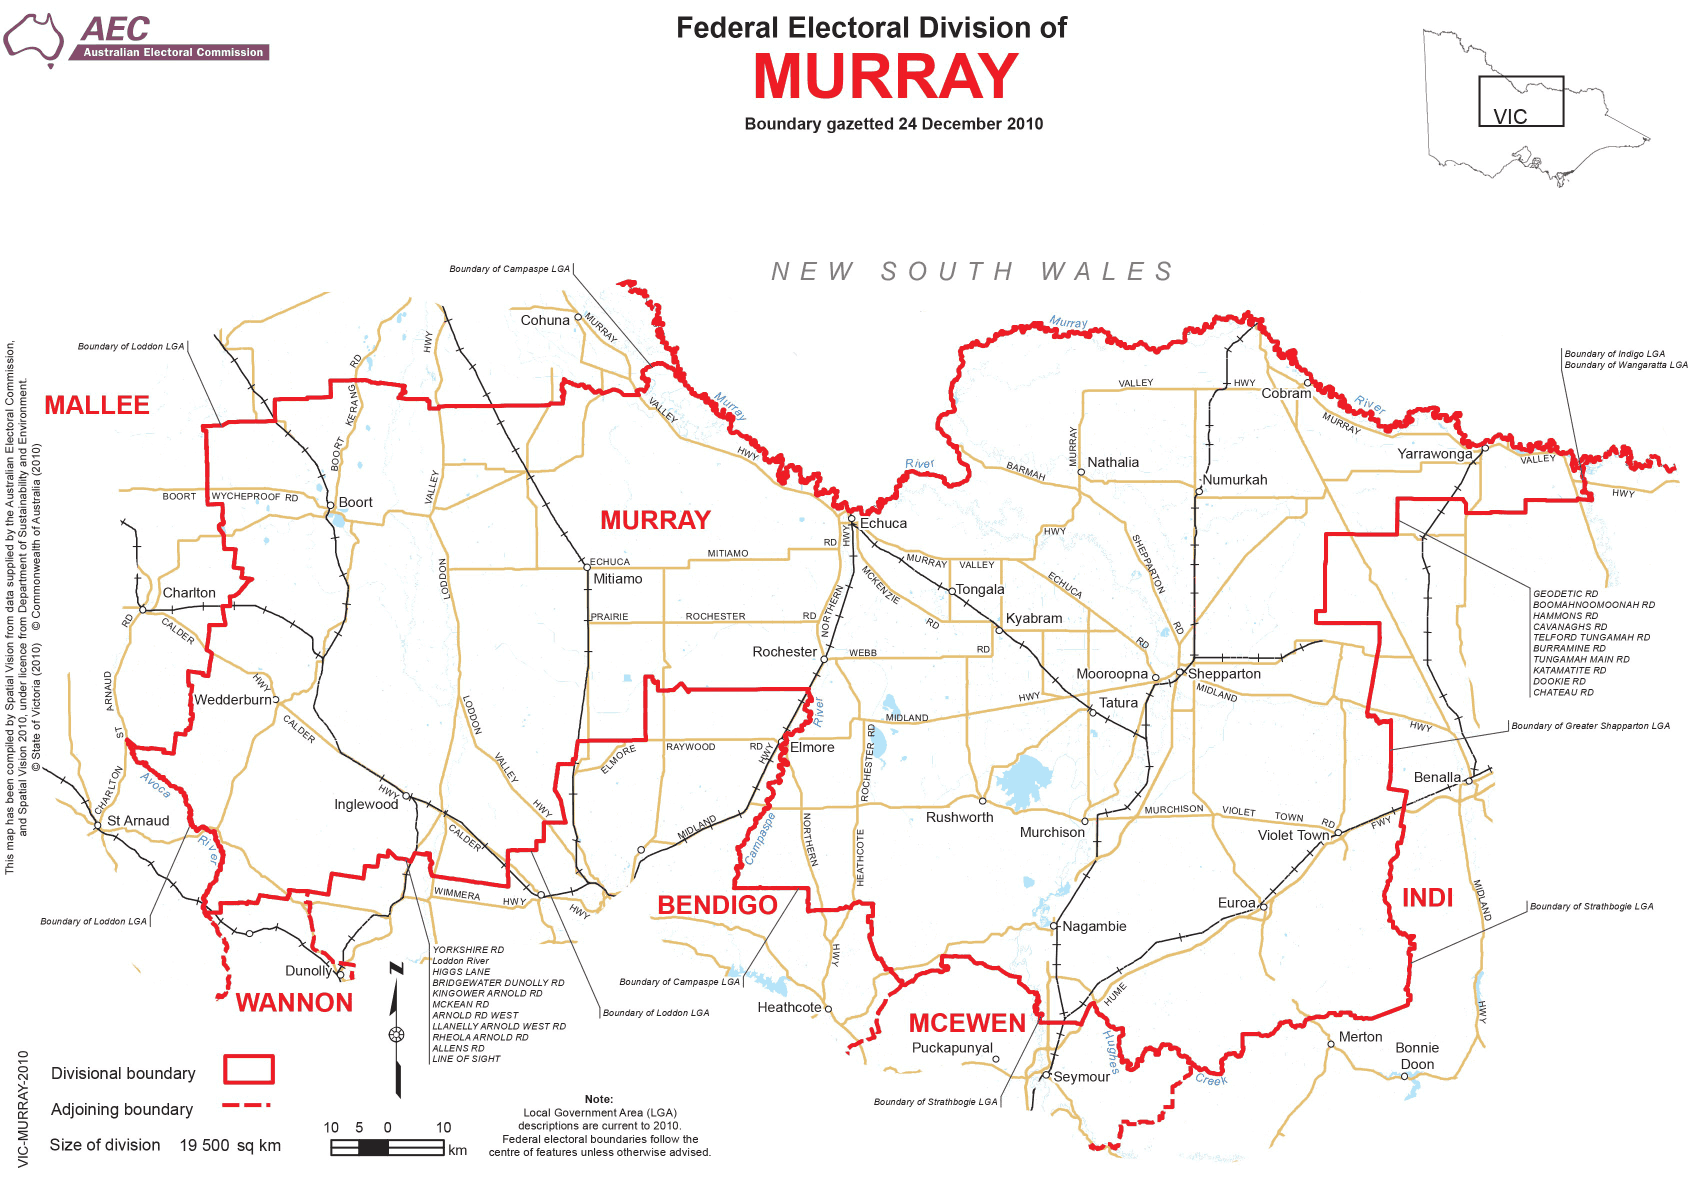 AEC
Australian Electoral Commission
Federal Electoral Division of
MURRAY
Boundary gazetted 24 December 2010
VIC
NEW SOUTH WALES
Boundary of Campaspe LGA
Boundary of Loddon LGA
Boundary of Indigo LGA
Boundary of Wangaratta LGA
MALLEE
Cohuna
MURRAY
HWY
RD
KERANG
BOORT
VALLEY
HWY
Murray
Murray
River
VALLEY
HWY
Cobram
River
MURRAY
Yarrawonga
VALLEY
HWY
BARMAH
MURRAY
Nathalia
Numurkah
River
BOORT
WYCHEPROOF RD
Boort
VALLEY
MURRAY
Echuca
HWY
HWY
RD
MITIAMO
ECHUCA
Mitiamo
MURRAY
VALLEY
SHEPPARTON
RD
ECHUCA
RD
Tongala
MCKENZIE
RD
Kyabram
LODDON
Charlton
RD
CALDER
HWY
PRAIRIE
ROCHESTER
RD
NORTHERN
Rochester
WEBB
RD
Mooroopna
Shepparton
MIDLAND
HWY
GEODETIC RD
BOOMAHNOOMOONAH RD
HAMMONS RD
CAVANAGHS RD
TELFORD TUNGAMAH RD
BURRAMINE RD
TUNGAMAH MAIN RD
KATAMATITE RD
DOOKIE RD
CHATEAU RD
Wedderburn
ARNAUD
ST
CALDER
LODDON
VALLEY
HWY
River
MIDLAND
HWY
Tatura
Boundary of Greater Shapparton LGA
ELMORE
RAYWOOD
RD
HWY
Elmore
ROCHESTER RD
HEATHCOTE
Benalla
Avoca
River
CHARLTON
St Arnaud
Inglewood
HWY
CALDER
MIDLAND
Campaspe
NORTHERN
HWY
Rushworth
Murchison
MURCHISON
VIOLET
TOWN
RD
Violet Town
FWY
WIMMERA
HWY
HWY
BENDIGO
INDI
MIDLAND
HWY
Euroa
Nagambie
Boundary of Strathbogie LGA
Boundary of Loddon LGA
Dunolly
WANNON
YORKSHIRE RD
Loddon River
HIGGS LANE
BRIDGEWATER DUNOLLY RD
KINGOWER ARNOLD RD
MCKEAN RD
ARNOLD RD WEST
LLANELLY ARNOLD WEST RD
RHEOLA ARNOLD RD
ALLENS RD
LINE OF SIGHT
N
Boundary of Campaspe LGA
Boundary of Loddon LGA
Heathcote
MCEWEN
Puckapunyal
Seymour
HUME
Hughes
Creek
Merton
Bonnie
Doon
Boundary of Strathbogie LGA
Divisional boundary
Adjoining boundary
Size of division 19 500 sq km
10 5 0 10
km
Note:
Local Government Area (LGA)
descriptions are current to 2010.
Federal electoral boundaries follow the
centre of features unless otherwise advised.
VIC-MURRAY-2010
This map has been compiled by Spatial Vision from data supplied by the Australian Electoral Commission,
and Spatial Vision 2010, under licence from Department of Sustainability and Environment.
© State of Victoria (2010) © Commonwealth of Australia (2010)